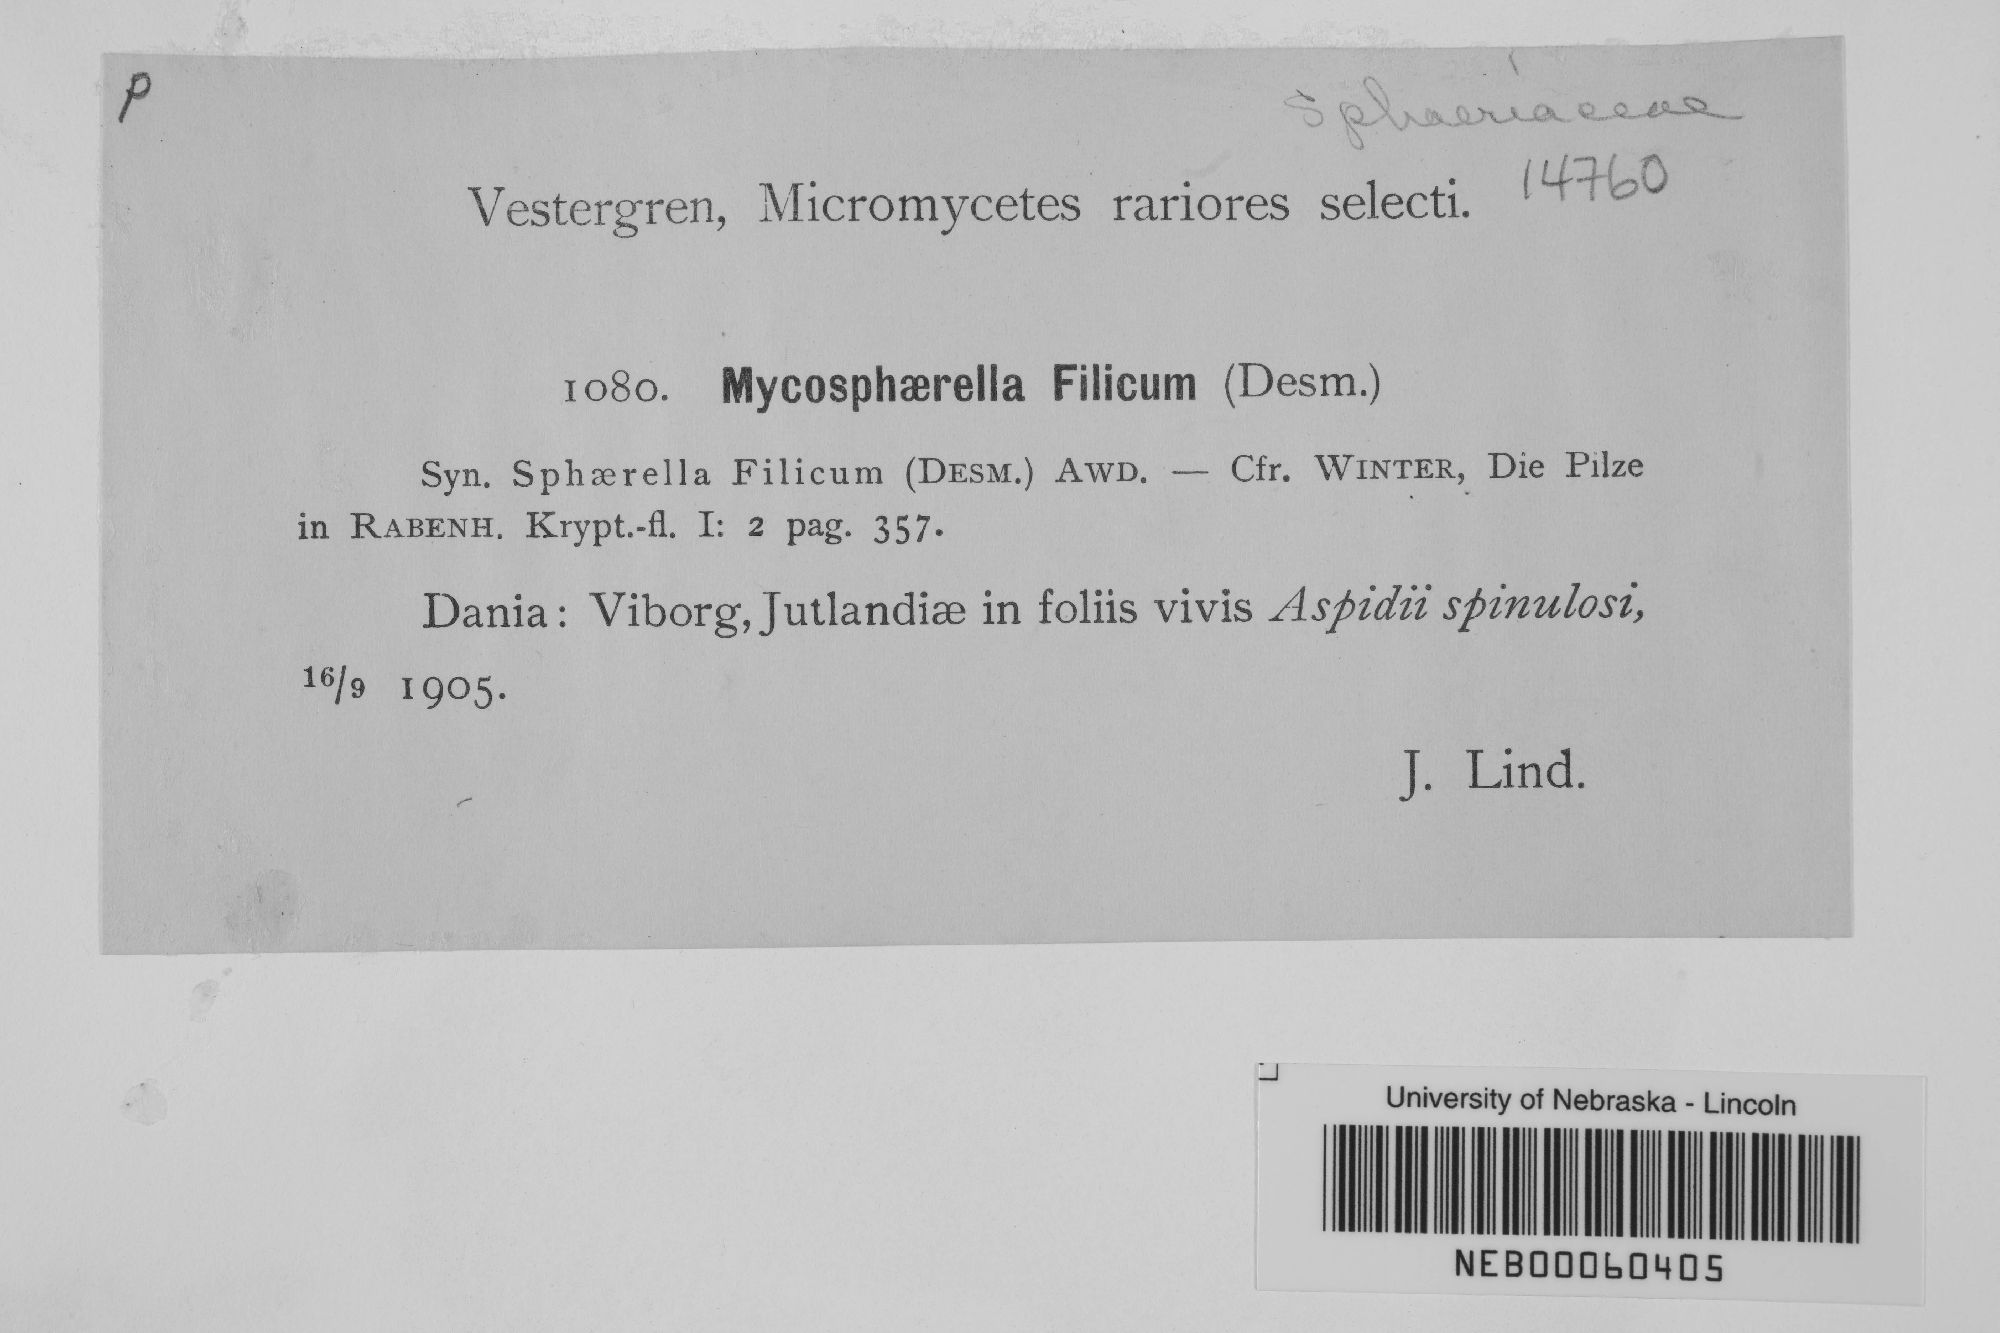 P
Sphaeriaceae
14760
Vestergren, Micromycetes rariores selecti.
1080. Mycosphærella Filicum (Desm.)
Syn. Sphærella Filicum (DESM.) AWD. — Cfr. WINTER, Die Pilze
in RABENH. Krypt.-fl. I: 2 pag. 357.
Dania: Viborg, Jutlandiæ in foliis vivis Aspidii spinulosi,
16/9 1905.
J. Lind.
University of Nebraska - Lincoln
NEB00060405